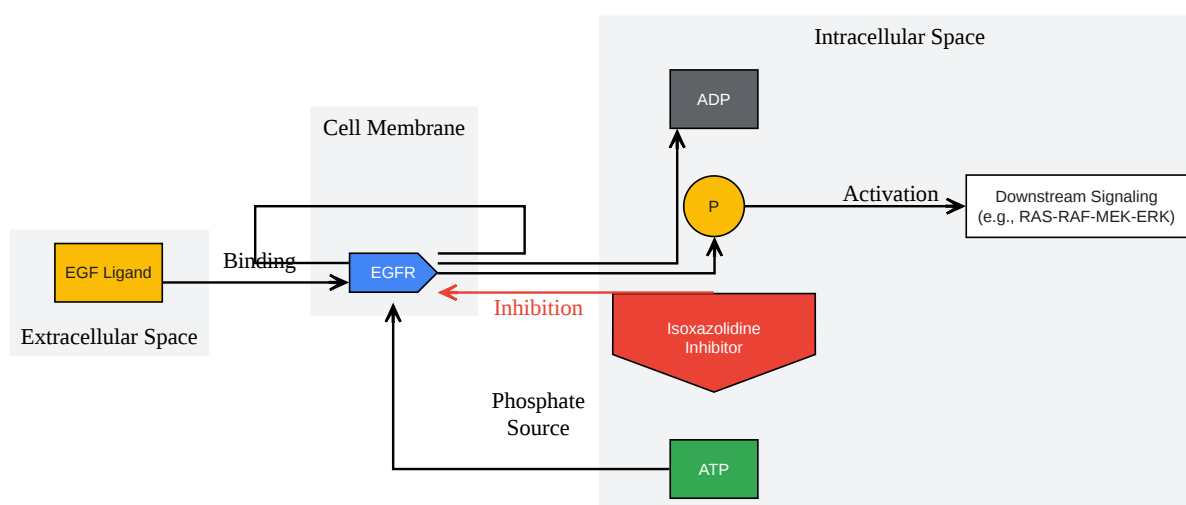 Intracellular Space
ADP
Cell Membrane
P
Activation
Downstream Signaling
(e.g., RAS-RAF-MEK-ERK)
EGF Ligand
Binding
EGFR
Inhibition
Extracellular Space
Isoxazolidine
Inhibitor
Phosphate
Source
ATP